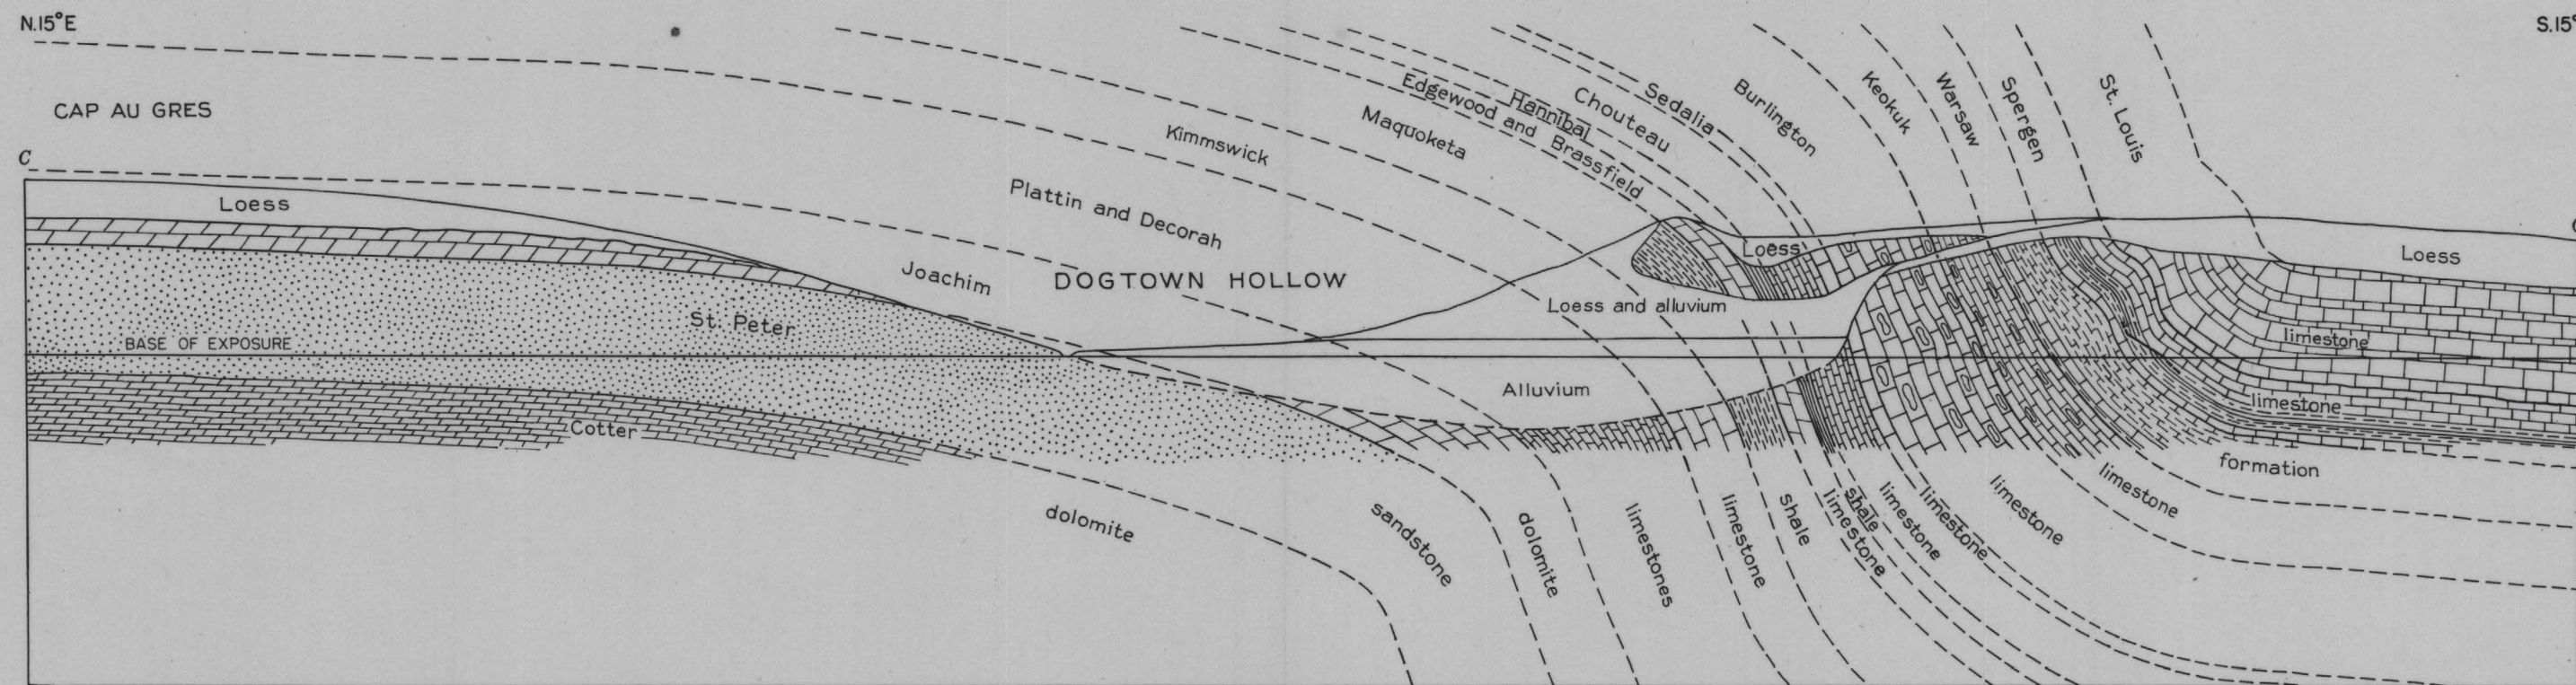 N.15°E
S.15°
CAP AU GRES
C
Loess
Joachim
Plattin and Decorah
Kimmswick
Maquoketa
Edgewood and Brassfield
Hannibal
Chouteau
Sedalia
Burlington
Keokuk
Warsaw
Spergen
St. Louis
DOGTOWN HOLLOW
Loess
Loess
Loess and alluvium
St. Peter
BASE OF EXPOSURE
limestone
Alluvium
limestone
Cotter
formation
dolomite
sandstone
dolomite
limestones
limestone
shale
limestone
shale
limestone
limestone
limestone
limestone